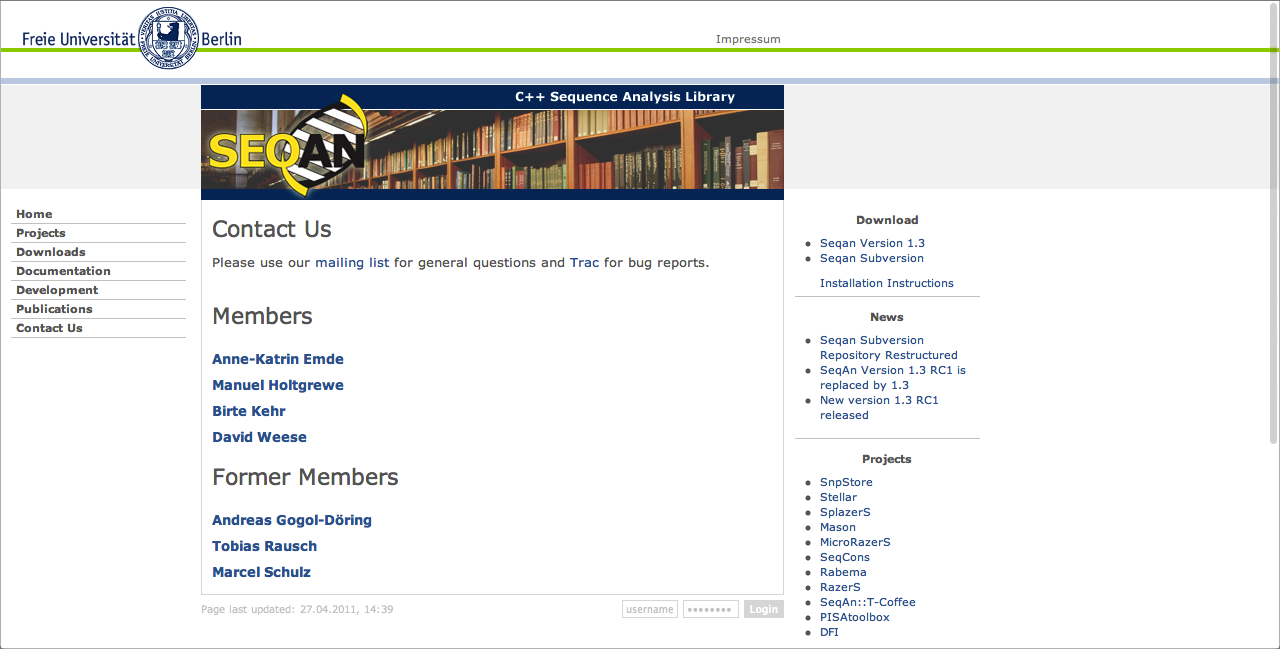 Freie Universität Berlin
Impressum
C++ Sequence Analysis Library
SEQAN
Home
Projects
Downloads
Documentation
Development
Publications
Contact Us
Contact Us
Please use our mailing list for general questions and Trac for bug reports.
Members
Anne-Katrin Emde
Manuel Holtgrewe
Birte Kehr
David Weese
Former Members
Andreas Gogol-Döring
Tobias Rausch
Marcel Schulz
Page last updated: 27.04.2011, 14:39
username
••••••••
Login
Download
Seqan Version 1.3
Seqan Subversion
Installation Instructions
News
Seqan Subversion
Repository Restructured
SeqAn Version 1.3 RC1 is
replaced by 1.3
New version 1.3 RC1
released
Projects
SnpStore
Stellar
SplazerS
Mason
MicroRazerS
SeqCons
Rabema
RazerS
SeqAn::T-Coffee
PISAtoolbox
DFI